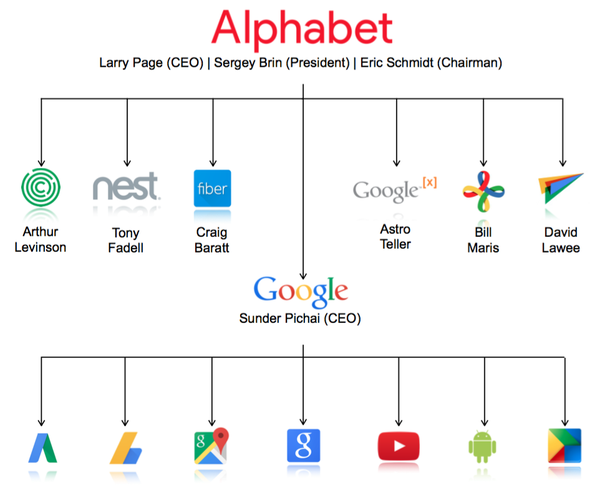 Alphabet
Larry Page (CEO) | Sergey Brin (President) | Eric Schmidt (Chairman)
nest
fiber
Google [x]
Arthur
Levinson
Tony
Fadell
Craig
Baratt
Astro
Teller
Bill
Maris
David
Lawee
Google
Sunder Pichai (CEO)
g
g